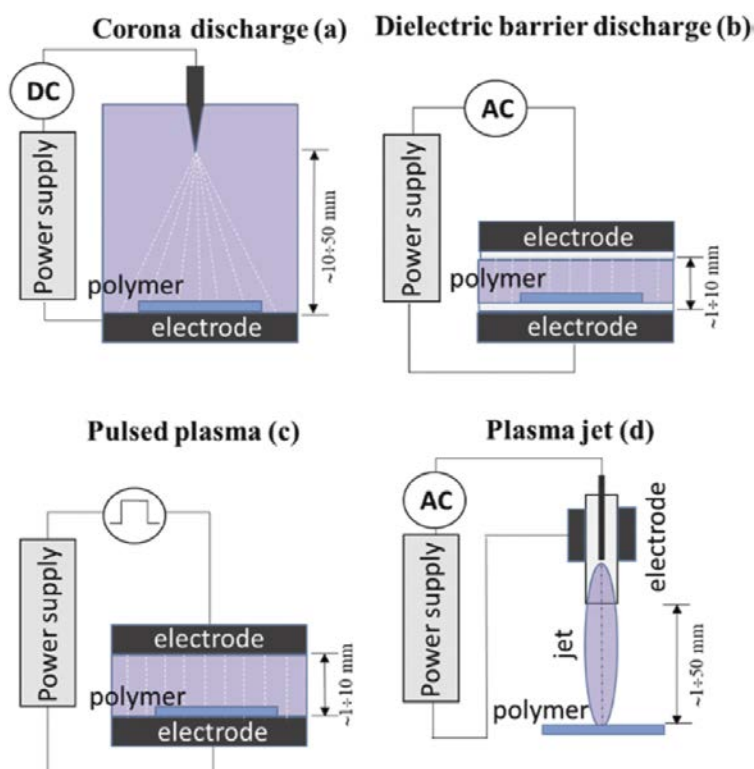 Corona discharge (a)
DC
Power supply
polymer
electrode
~10÷50 mm
Dielectric barrier discharge (b)
AC
Power supply
electrode
polymer
electrode
~1÷10 mm
Pulsed plasma (c)
Power supply
electrode
polymer
electrode
~1÷10 mm
Plasma jet (d)
AC
Power supply
electrode
jet
polymer
~1÷50 mm